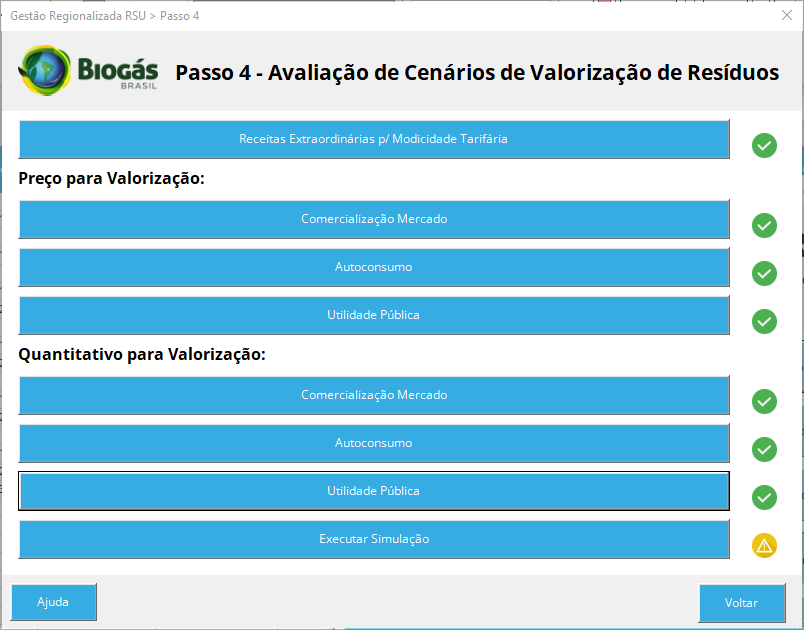 Gestão Regionalizada RSU > Passo 4
BIOGÁS
BRASIL
Passo 4 - Avaliação de Cenários de Valorização de Resíduos
Receitas Extraordinárias p/ Modicidade Tarifária
Preço para Valorização:
Comercialização Mercado
Autoconsumo
Utilidade Pública
Quantitativo para Valorização:
Comercialização Mercado
Autoconsumo
Utilidade Pública
Executar Simulação
Ajuda
Voltar